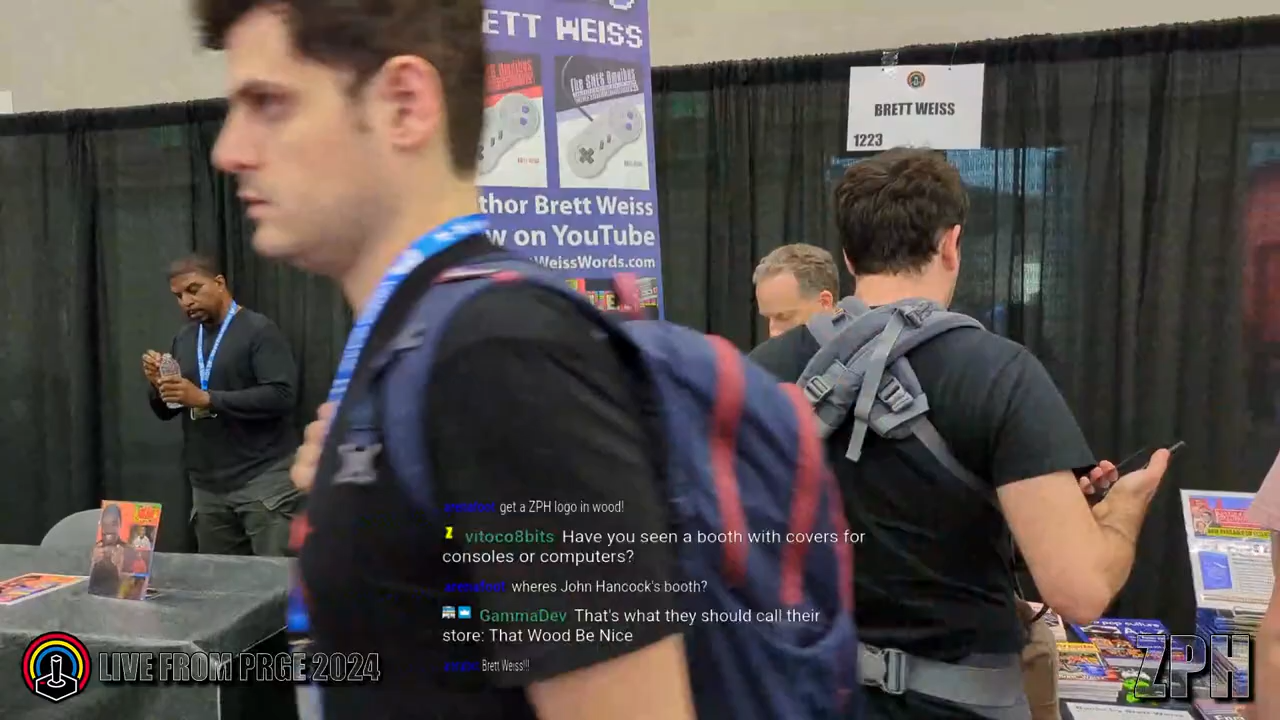 ETT WEISS
The SNES Omnibus
thor Brett Weiss
w on YouTube
WeissWords.com
BRETT WEISS
1223
get a ZPH logo in wood!
vitoco8bits Have you seen a booth with covers for
consoles or computers?
wheres John Hancock's booth?
GammaDev That's what they should call their
store: That Wood Be Nice
Brett Weiss!!!
LIVE FROM PRGE 2024
ZPH